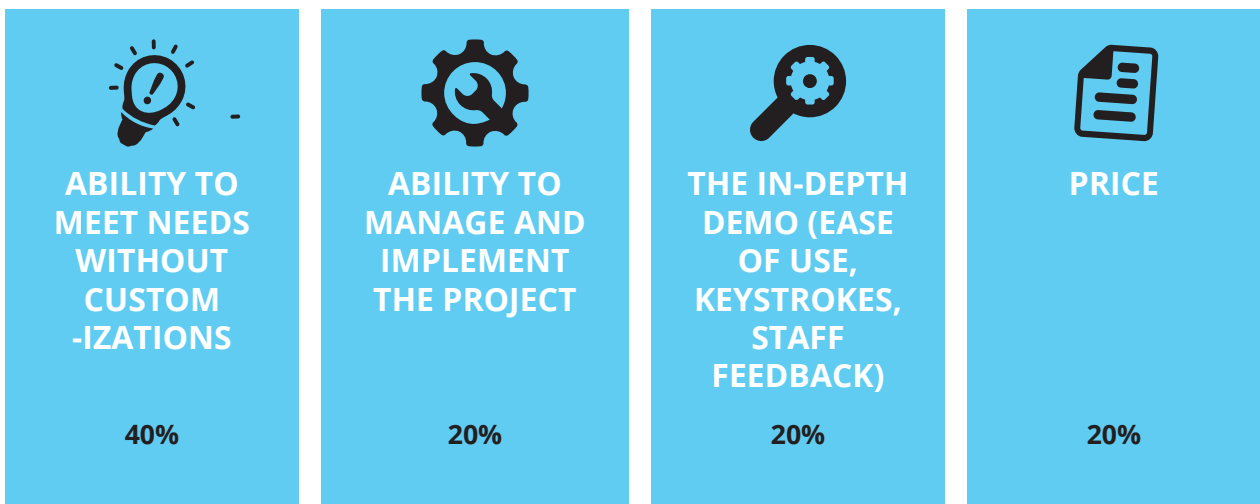 ABILITY TO
MEET NEEDS
WITHOUT
CUSTOM
-IZATIONS
40%
ABILITY TO
MANAGE AND
IMPLEMENT
THE PROJECT
20%
THE IN-DEPTH
DEMO (EASE
OF USE,
KEYSTROKES,
STAFF
FEEDBACK)
20%
PRICE
20%